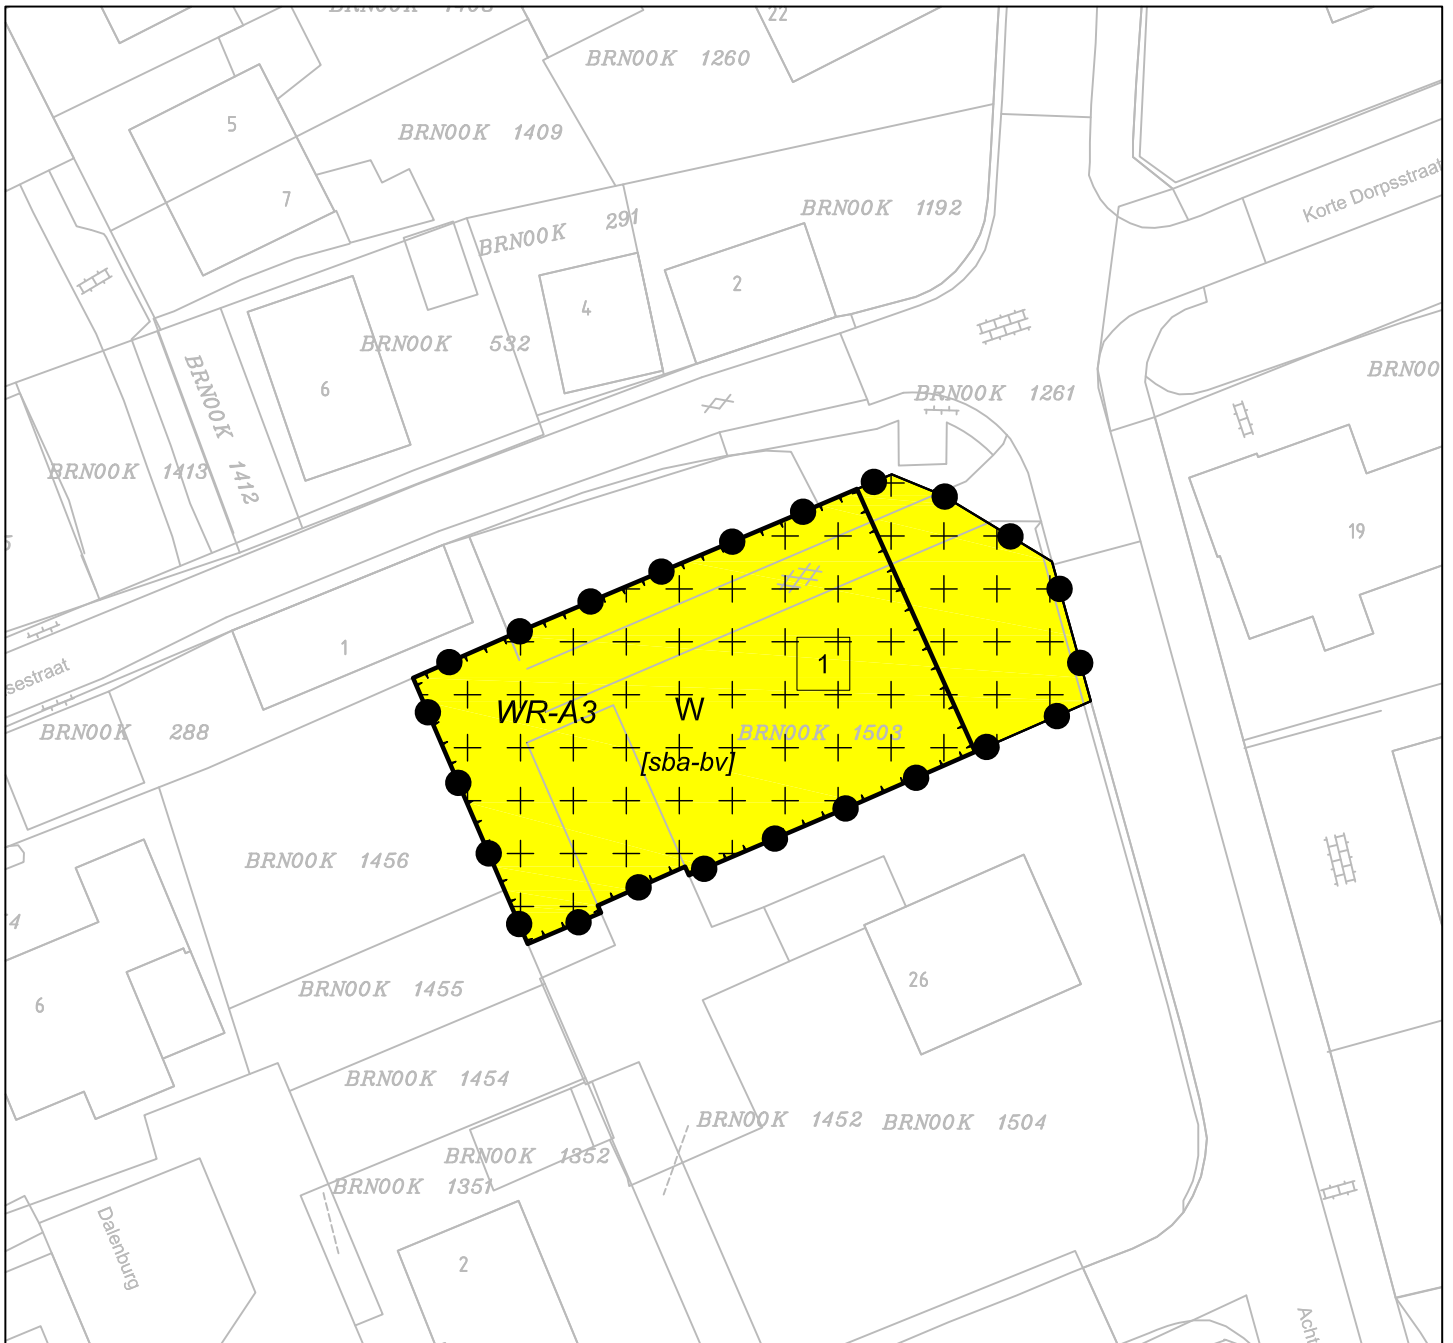 22
BRN00K 1260
5
BRN00K 1409
7
Korte Dorpsstraat
BRN00K 1192
BRN00K 291
2
4
BRN00K 532
6
BRN00K 1412
BRN00K 1261
BRN00
BRN00K 1413
19
1
1
sestraat
WR-A3
W
BRN00K 288
BRN00K 1503
[sba-bv]
BRN00K 1456
4
26
BRN00K 1455
6
BRN00K 1454
BRN00K 1452
BRN00K 1504
BRN00K 1352
BRN00K 1351
Dalenburg
2
Acht